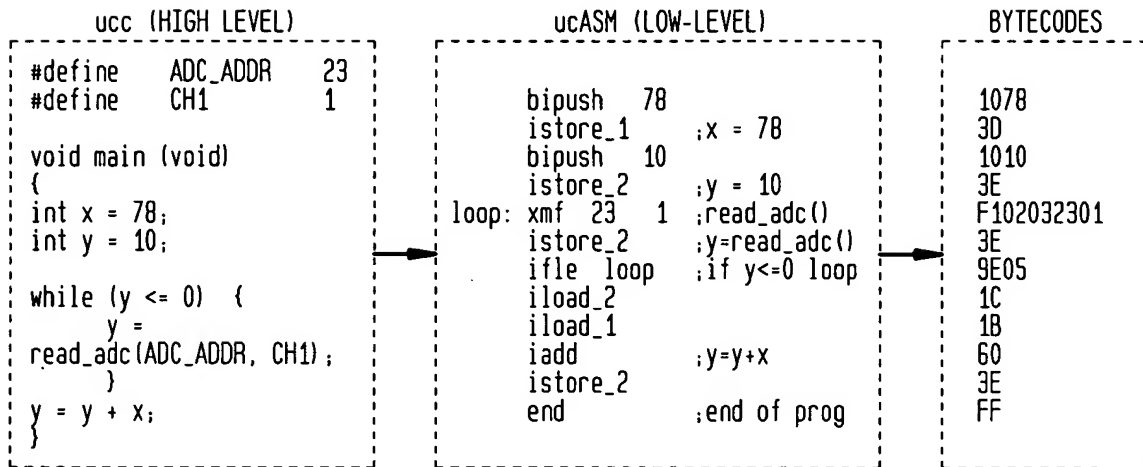 ucc (HIGH LEVEL)
#define ADC_ADDR 23
#define CH1 1
void main (void)
{
int x = 78;
int y = 10;
while (y <= 0) {
y =
read_adc(ADC_ADDR, CH1);
}
y = y + x;
}
ucASM (LOW-LEVEL)
bipush 78
istore_1 ;x = 78
bipush 10
istore_2 ;y = 10
loop: xmf 23 1 ;read_adc()
istore_2 ;y=read_adc()
ifle loop ;if y<=0 loop
iload_2
iload_1
iadd ;y=y+x
istore_2
end ;end of prog
BYTECODES
1078
3D
1010
3E
F102032301
3E
9E05
1C
1B
60
3E
FF